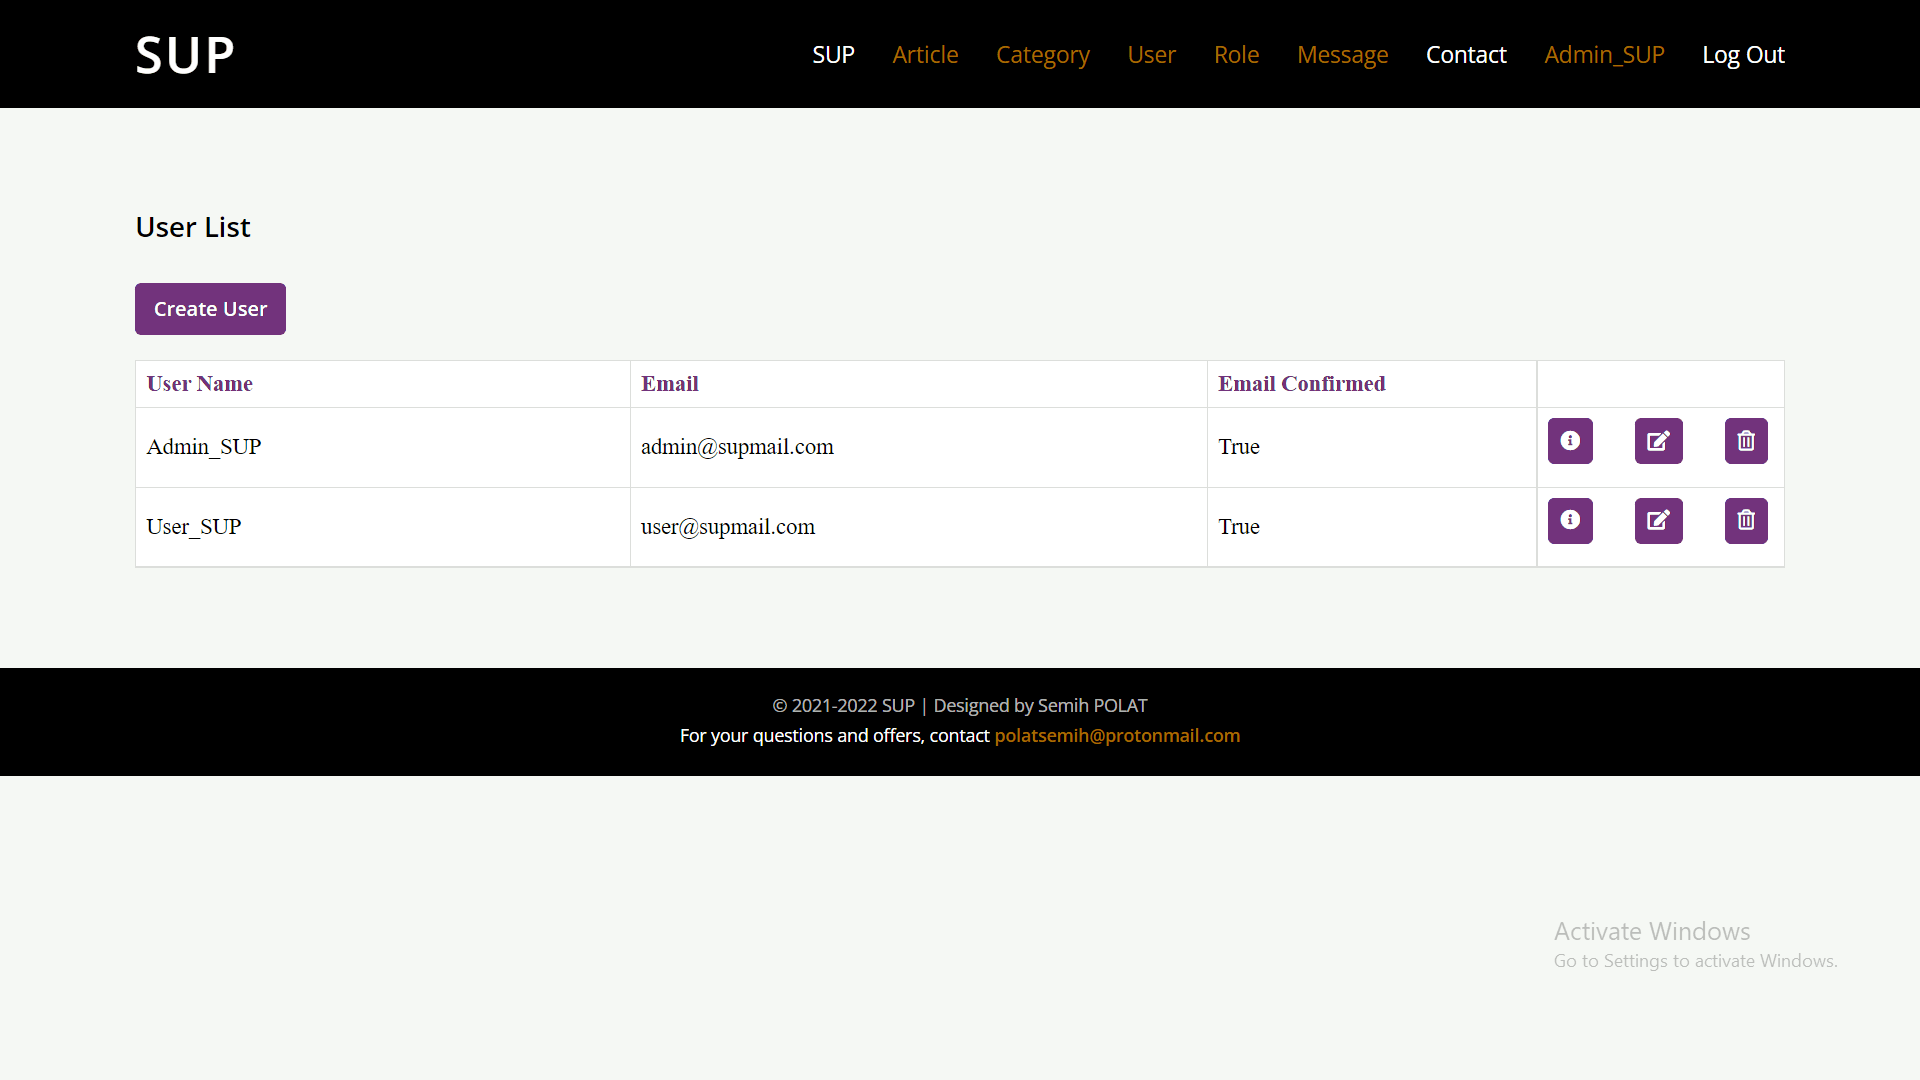 SUP
SUP Article Category User Role Message Contact Admin_SUP Log Out
User List
Create User
User Name Email Email Confirmed
Admin_SUP admin@supmail.com True
User_SUP user@supmail.com True
© 2021-2022 SUP | Designed by Semih POLAT
For your questions and offers, contact polatsemih@protonmail.com
Activate Windows
Go to Settings to activate Windows.